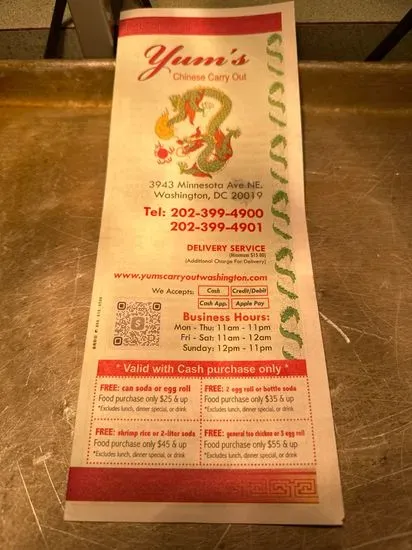 Yum's
Chinese Carry Out
3943 Minnesota Ave NE.
Washington, DC 20019
Tel: 202-399-4900
202-399-4901
DELIVERY SERVICE
(Minimum $15.00)
(Additional Charge For Delivery)
www.yumscarryoutwashington.com
We Accepts: Cash Credit/Debit
Cash App. Apple Pay
Business Hours:
Mon - Thu: 11am - 11pm
Fri - Sat: 11am - 12am
Sunday: 12pm - 11pm
* Valid with Cash purchase only *
FREE: can soda or egg roll
Food purchase only $25 & up
*Excludes lunch, dinner special, or drink
FREE: 2 egg roll or bottle soda
Food purchase only $35 & up
*Excludes lunch, dinner special, or drink
FREE: shrimp rice or 2-liter soda
Food purchase only $45 & up
*Excludes lunch, dinner special, or drink
FREE: general tso chicken or 5 egg roll
Food purchase only $55 & up
*Excludes lunch, dinner special, or drink